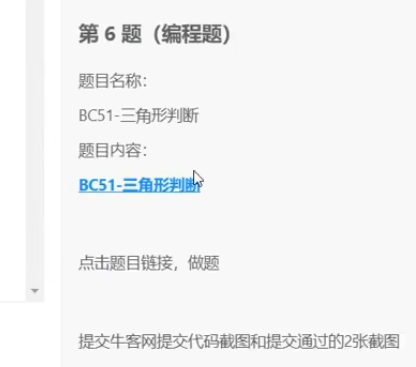 第 6 题（编程题）
题目名称：
BC51-三角形判断
题目内容：
BC51-三角形判断
点击题目链接，做题
提交牛客网提交代码截图和提交通过的2张截图